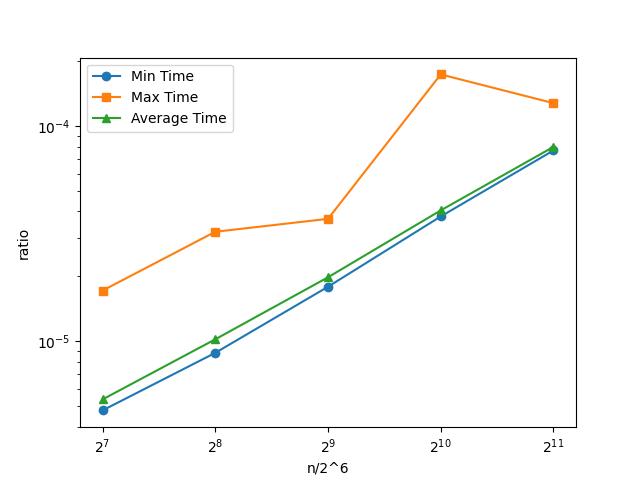 Min Time
Max Time
Average Time
10⁻⁴
10⁻⁵
ratio
2⁷ 2⁸ 2⁹ 2¹⁰ 2¹¹
n/2^6